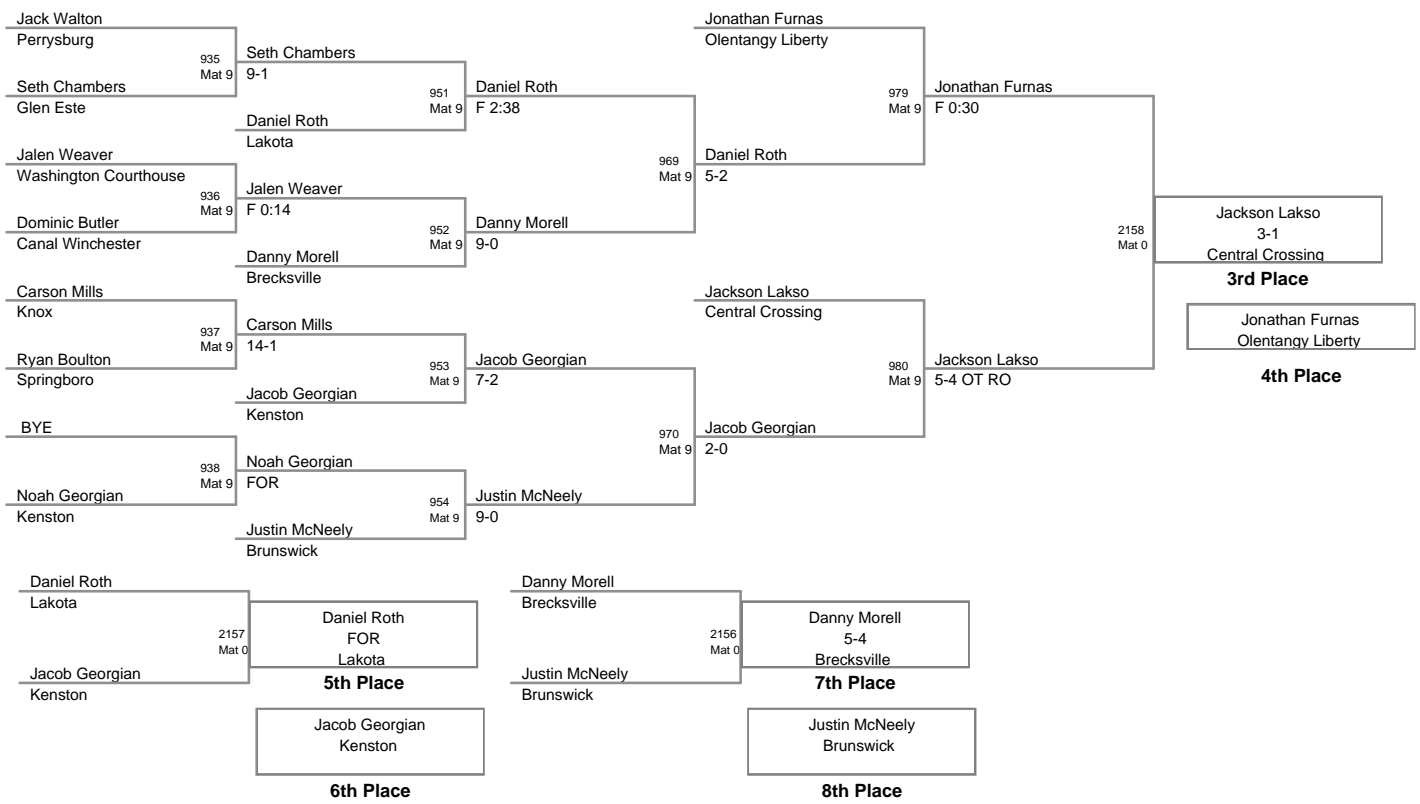 Jack Walton
Perrysburg
935
Mat 9
Seth Chambers
9-1
Seth Chambers
Glen Este
951
Mat 9
Daniel Roth
F 2:38
Daniel Roth
Lakota
Jalen Weaver
Washington Courthouse
936
Mat 9
Jalen Weaver
F 0:14
Dominic Butler
Canal Winchester
952
Mat 9
Danny Morell
9-0
Danny Morell
Brecksville
969
Mat 9
Daniel Roth
5-2
Jonathan Furnas
Olentangy Liberty
979
Mat 9
Jonathan Furnas
F 0:30
Carson Mills
Knox
937
Mat 9
Carson Mills
14-1
Ryan Boulton
Springboro
953
Mat 9
Jacob Georgian
7-2
Jacob Georgian
Kenston
BYE
938
Mat 9
Noah Georgian
FOR
Noah Georgian
Kenston
954
Mat 9
Justin McNeely
9-0
Justin McNeely
Brunswick
970
Mat 9
Jacob Georgian
2-0
Jackson Lakso
Central Crossing
980
Mat 9
Jackson Lakso
5-4 OT RO
2158
Mat 0
Jackson Lakso
3-1
Central Crossing
3rd Place
Jonathan Furnas
Olentangy Liberty
4th Place
Daniel Roth
Lakota
2157
Mat 0
Jacob Georgian
Kenston
Daniel Roth
FOR
Lakota
5th Place
Jacob Georgian
Kenston
6th Place
Danny Morell
Brecksville
2156
Mat 0
Justin McNeely
Brunswick
Danny Morell
5-4
Brecksville
7th Place
Justin McNeely
Brunswick
8th Place